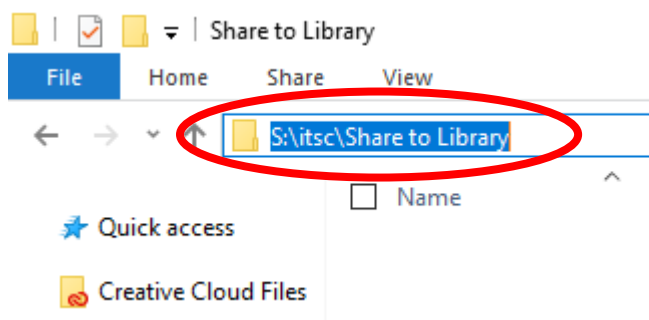 Share to Library
File Home Share View
S:\itsc\Share to Library
Name
Quick access
Creative Cloud Files